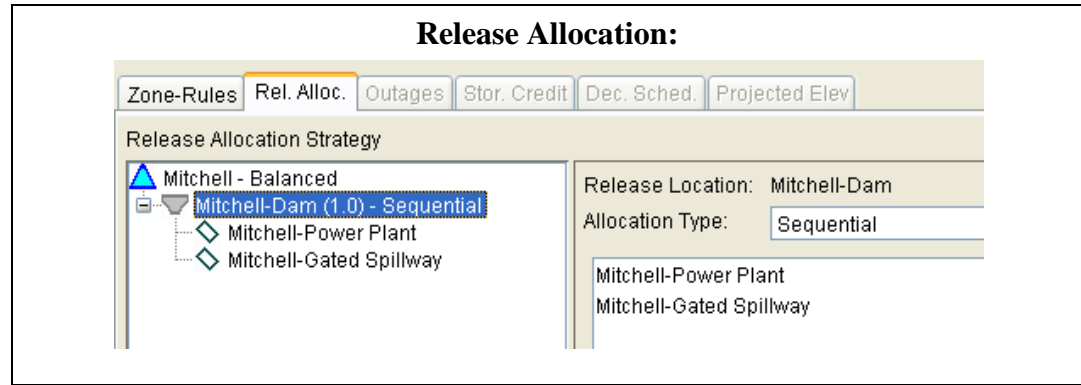 Release Allocation:
Zone-Rules Rel. Alloc. Outages Stor. Credit Dec. Sched. Projected Elev
Release Allocation Strategy
Mitchell - Balanced
Mitchell-Dam (1.0) - Sequential
Mitchell-Power Plant
Mitchell-Gated Spillway
Release Location: Mitchell-Dam
Allocation Type: Sequential
Mitchell-Power Plant
Mitchell-Gated Spillway